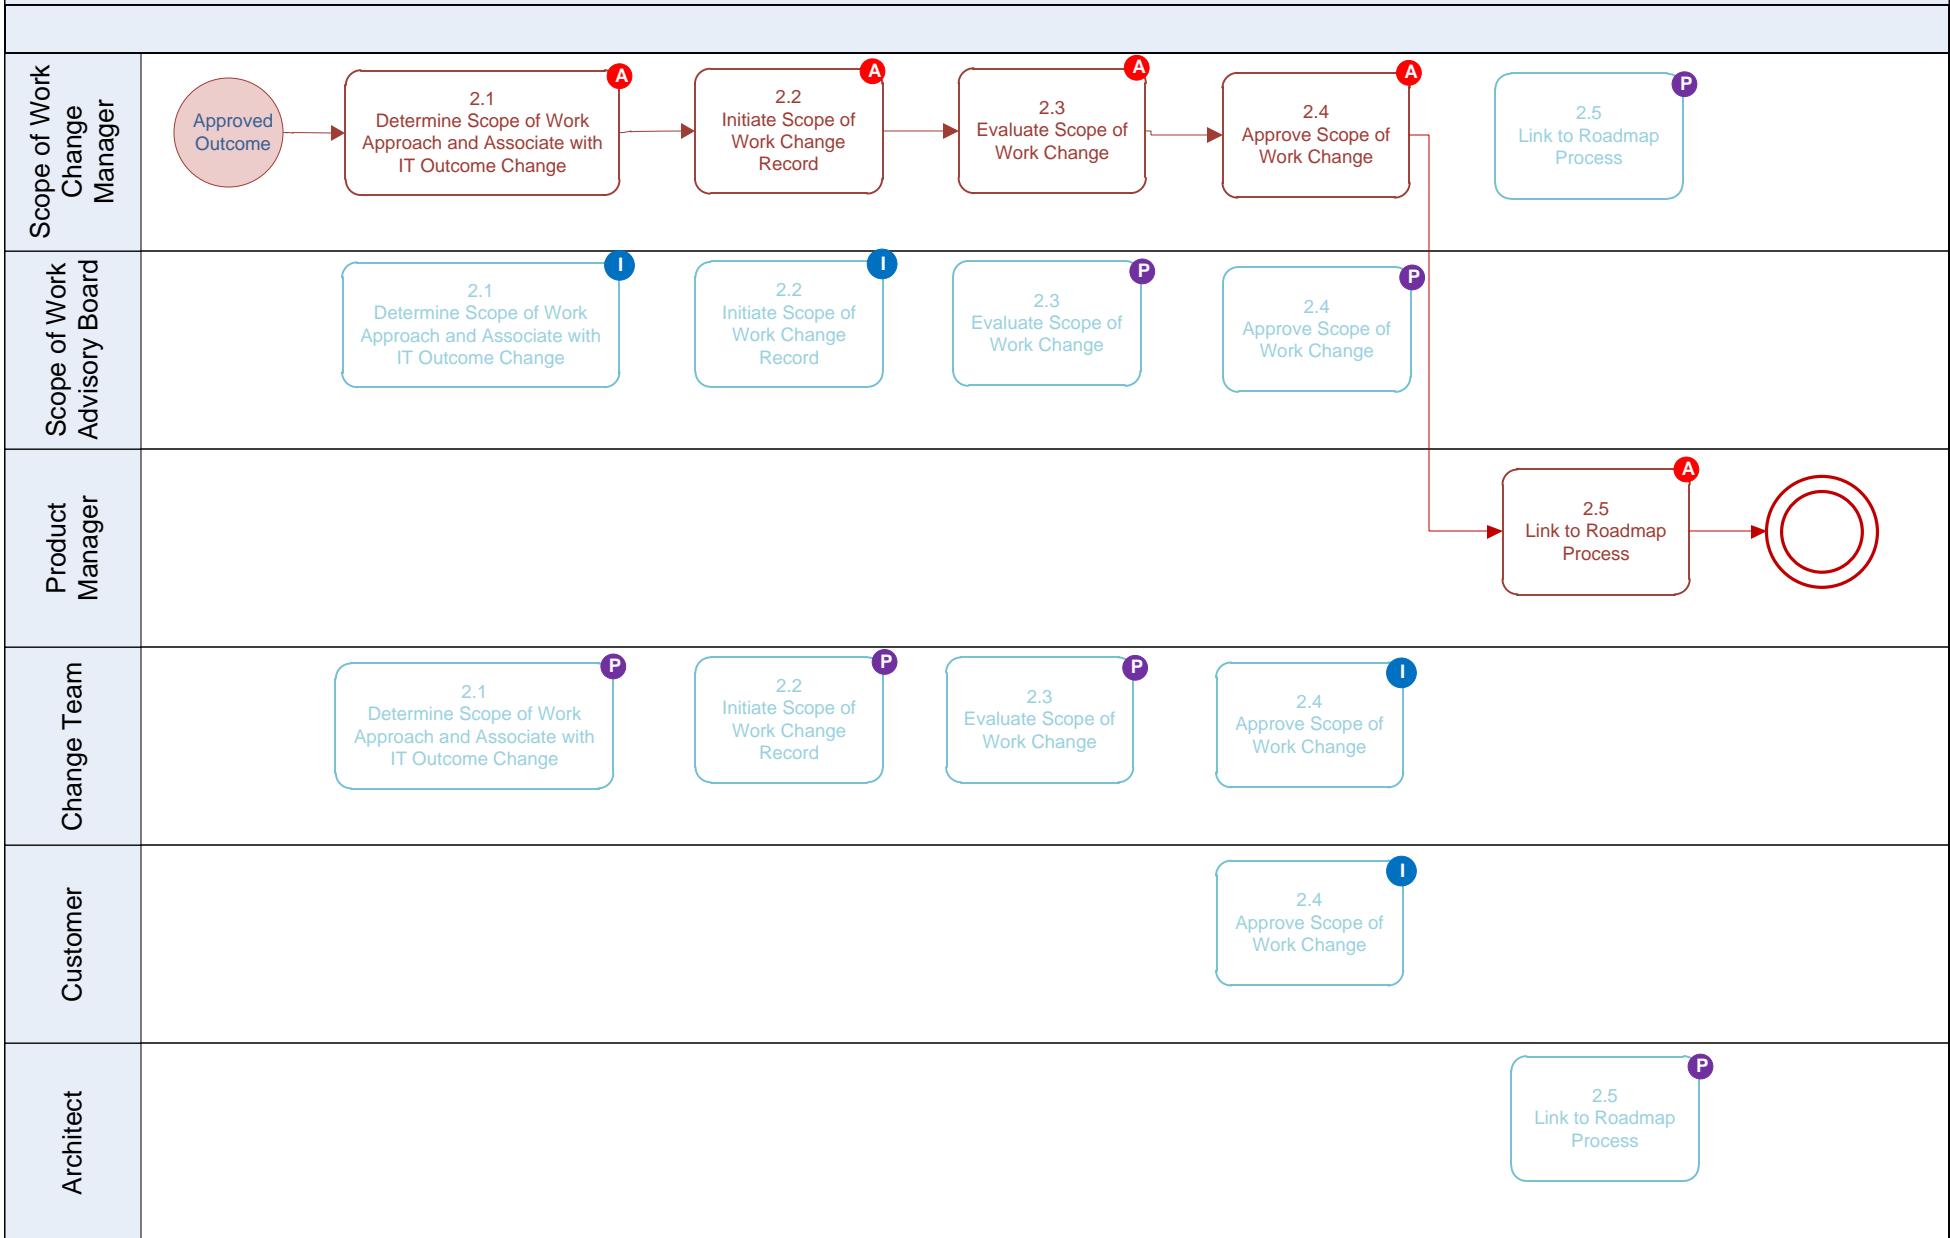 Scope of Work
Change
Manager
Approved
Outcome
A
2.1
Determine Scope of Work
Approach and Associate with
IT Outcome Change
A
2.2
Initiate Scope of
Work Change
Record
A
2.3
Evaluate Scope of
Work Change
A
2.4
Approve Scope of
Work Change
P
2.5
Link to Roadmap
Process
Scope of Work
Advisory Board
I
2.1
Determine Scope of Work
Approach and Associate with
IT Outcome Change
I
2.2
Initiate Scope of
Work Change
Record
P
2.3
Evaluate Scope of
Work Change
P
2.4
Approve Scope of
Work Change
Product
Manager
A
2.5
Link to Roadmap
Process
Change Team
P
2.1
Determine Scope of Work
Approach and Associate with
IT Outcome Change
P
2.2
Initiate Scope of
Work Change
Record
P
2.3
Evaluate Scope of
Work Change
I
2.4
Approve Scope of
Work Change
Customer
I
2.4
Approve Scope of
Work Change
Architect
P
2.5
Link to Roadmap
Process